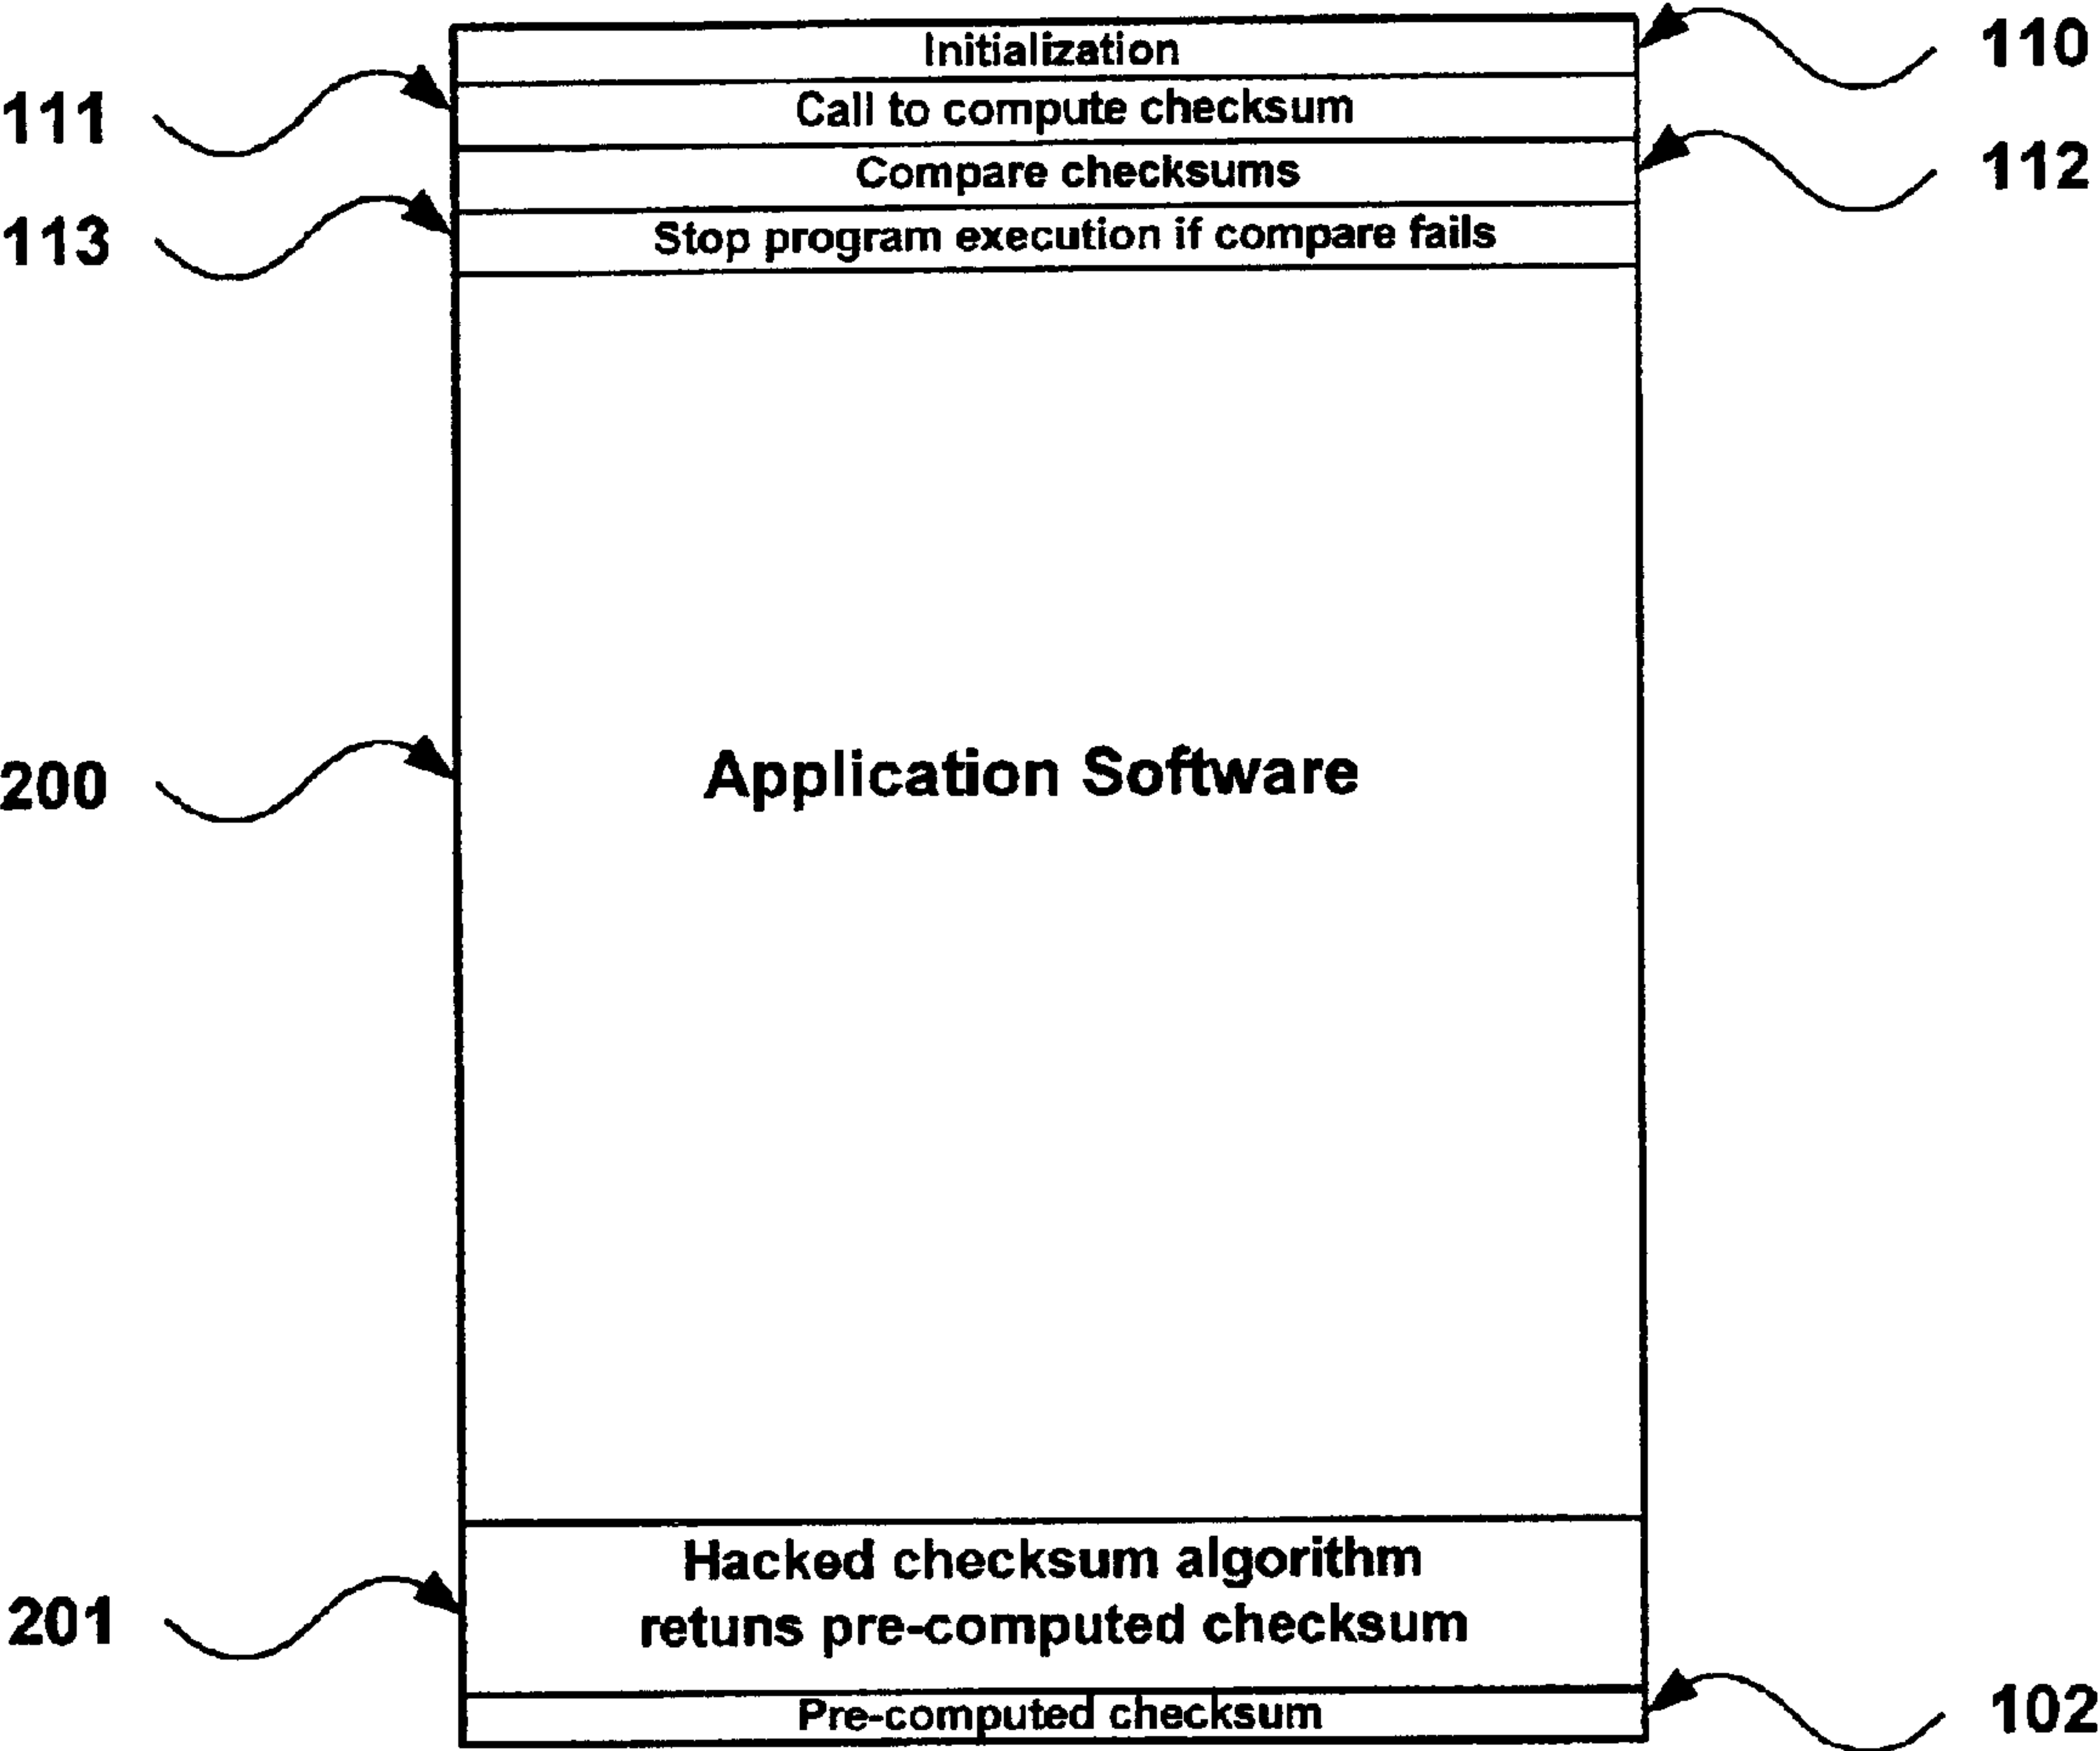 Initialization
110
111
Call to compute checksum
Compare checksums
112
113
Stop program execution if compare fails
200
Application Software
Hacked checksum algorithm
retuns pre-computed checksum
201
Pre-computed checksum
102